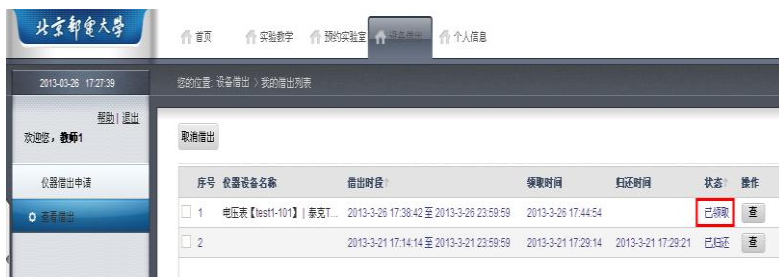 北京邮电大学
首页 实验教学 预约实验室 设备借出 个人信息
2013-03-26 17:27:39
您的位置: 设备借出 > 我的借出列表
帮助 | 退出
欢迎您，教师1
取消借出
仪器借出申请
查看借出
序号 仪器设备名称 借出时段↑ 领取时间 归还时间 状态↑ 操作
1 电压表【test1-101】 | 泰克T... 2013-3-26 17:38:42 至 2013-3-26 23:59:59 2013-3-26 17:44:54 已领取 查
2 2013-3-21 17:14:14 至 2013-3-21 23:59:59 2013-3-21 17:29:14 2013-3-21 17:29:21 已归还 查